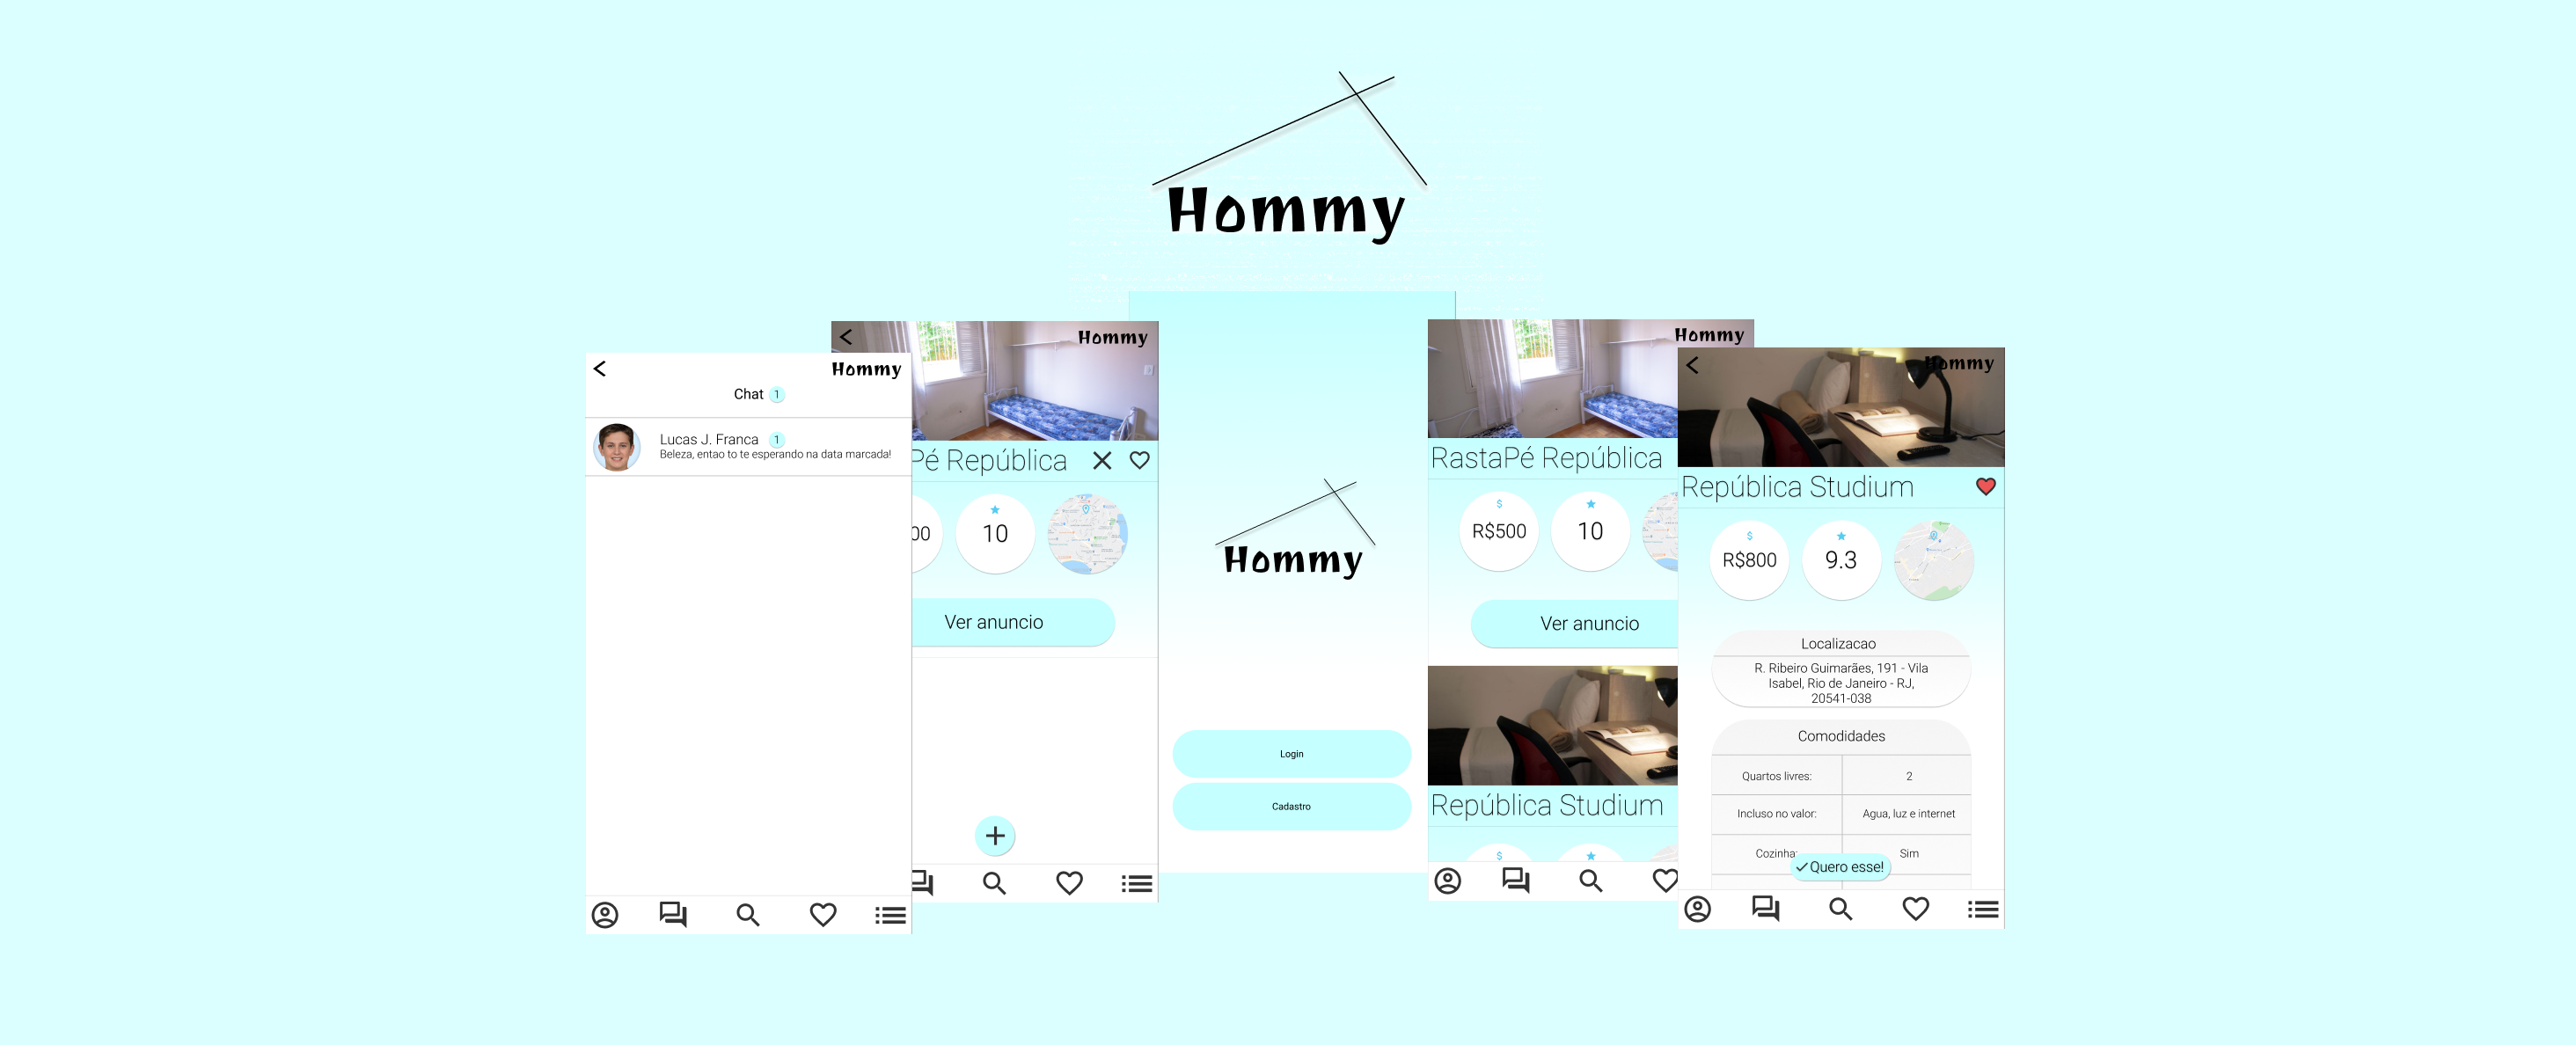 Hommy
Hommy
Chat 1
Lucas J. Franca 1
Beleza, entao to te esperando na data marcada!
Hommy
Pé República
00
10
Ver anuncio
Hommy
Login
Cadastro
Hommy
RastaPé República
$
R$500
10
Ver anuncio
República Studium
$
Hommy
República Studium
$
R$800
9.3
Localizacao
R. Ribeiro Guimarães, 191 - Vila
Isabel, Rio de Janeiro - RJ,
20541-038
Comodidades
Quartos livres: 2
Incluso no valor: Agua, luz e internet
Cozinha: Sim
Quero esse!